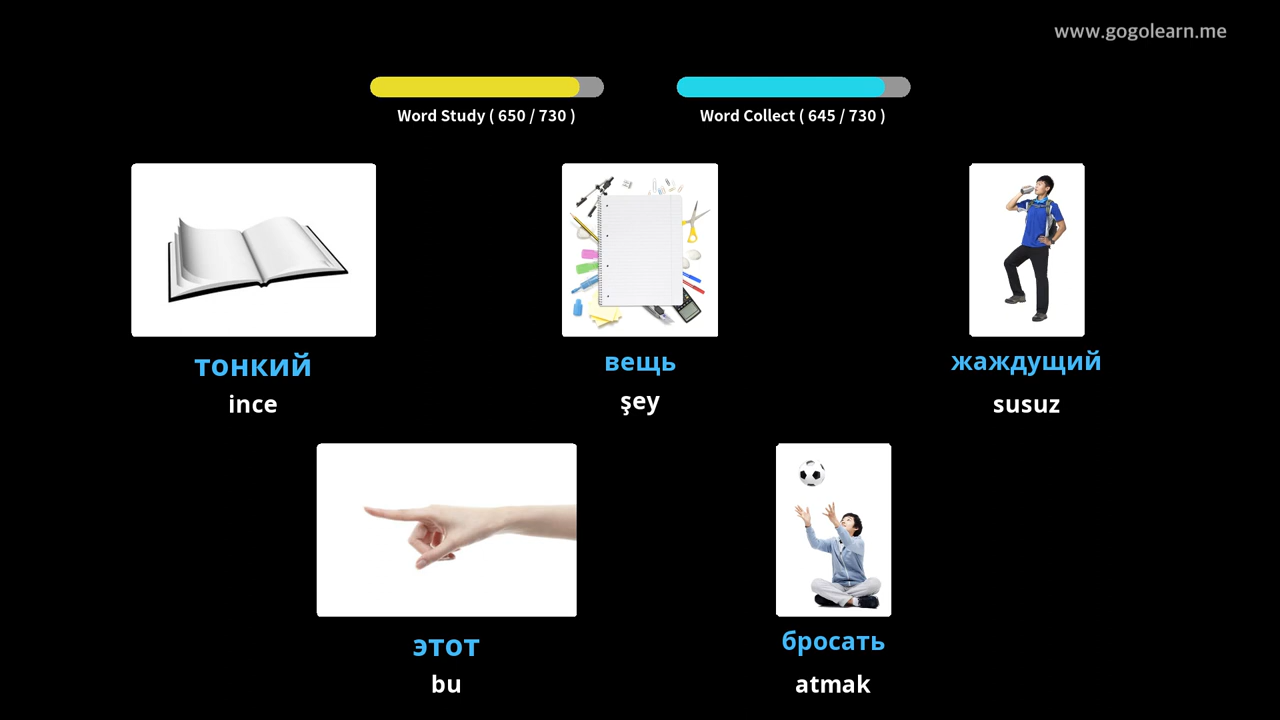 www.gogolearn.me
Word Study ( 650 / 730 )
Word Collect ( 645 / 730 )
тонкий
ince
вещь
şey
жаждущий
susuz
этот
bu
бросать
atmak